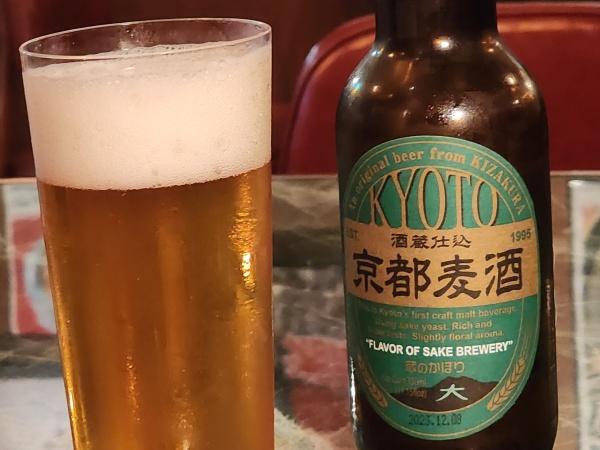 original beer from KIZAKURA
KYOTO
酒蔵仕込
EST. 1995
京都麦酒
is Kyoto's first craft malt beverage,
using sake yeast. Rich and
Slightly floral aroma.
"FLAVOR OF SAKE BREWERY"
蔵のかほり
大
2023.12.08